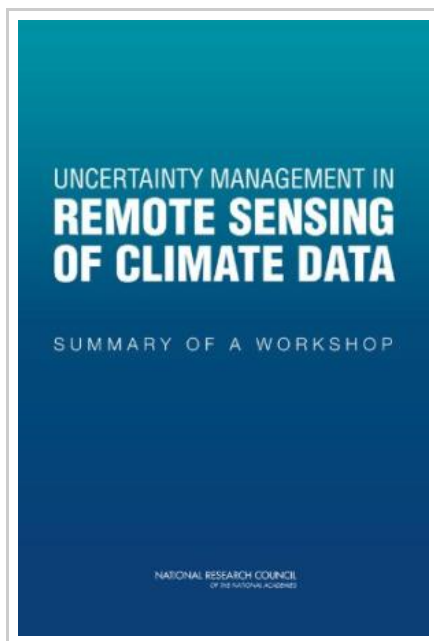 UNCERTAINTY MANAGEMENT IN
REMOTE SENSING
OF CLIMATE DATA
SUMMARY OF A WORKSHOP
NATIONAL RESEARCH COUNCIL
OF THE NATIONAL ACADEMIES